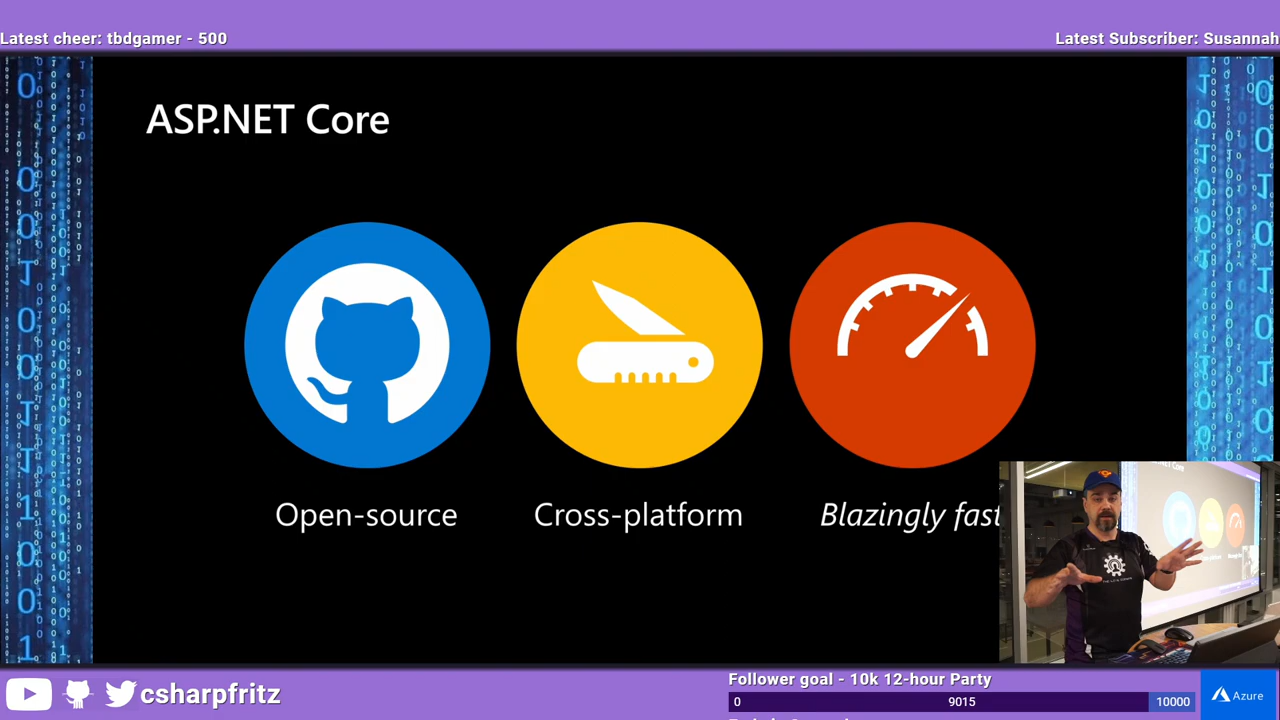 Latest cheer: tbdgamer - 500
Latest Subscriber: Susannah
ASP.NET Core
Open-source
Cross-platform
Blazingly fast
csharpfritz
Follower goal - 10k 12-hour Party
0
9015
10000
Azure